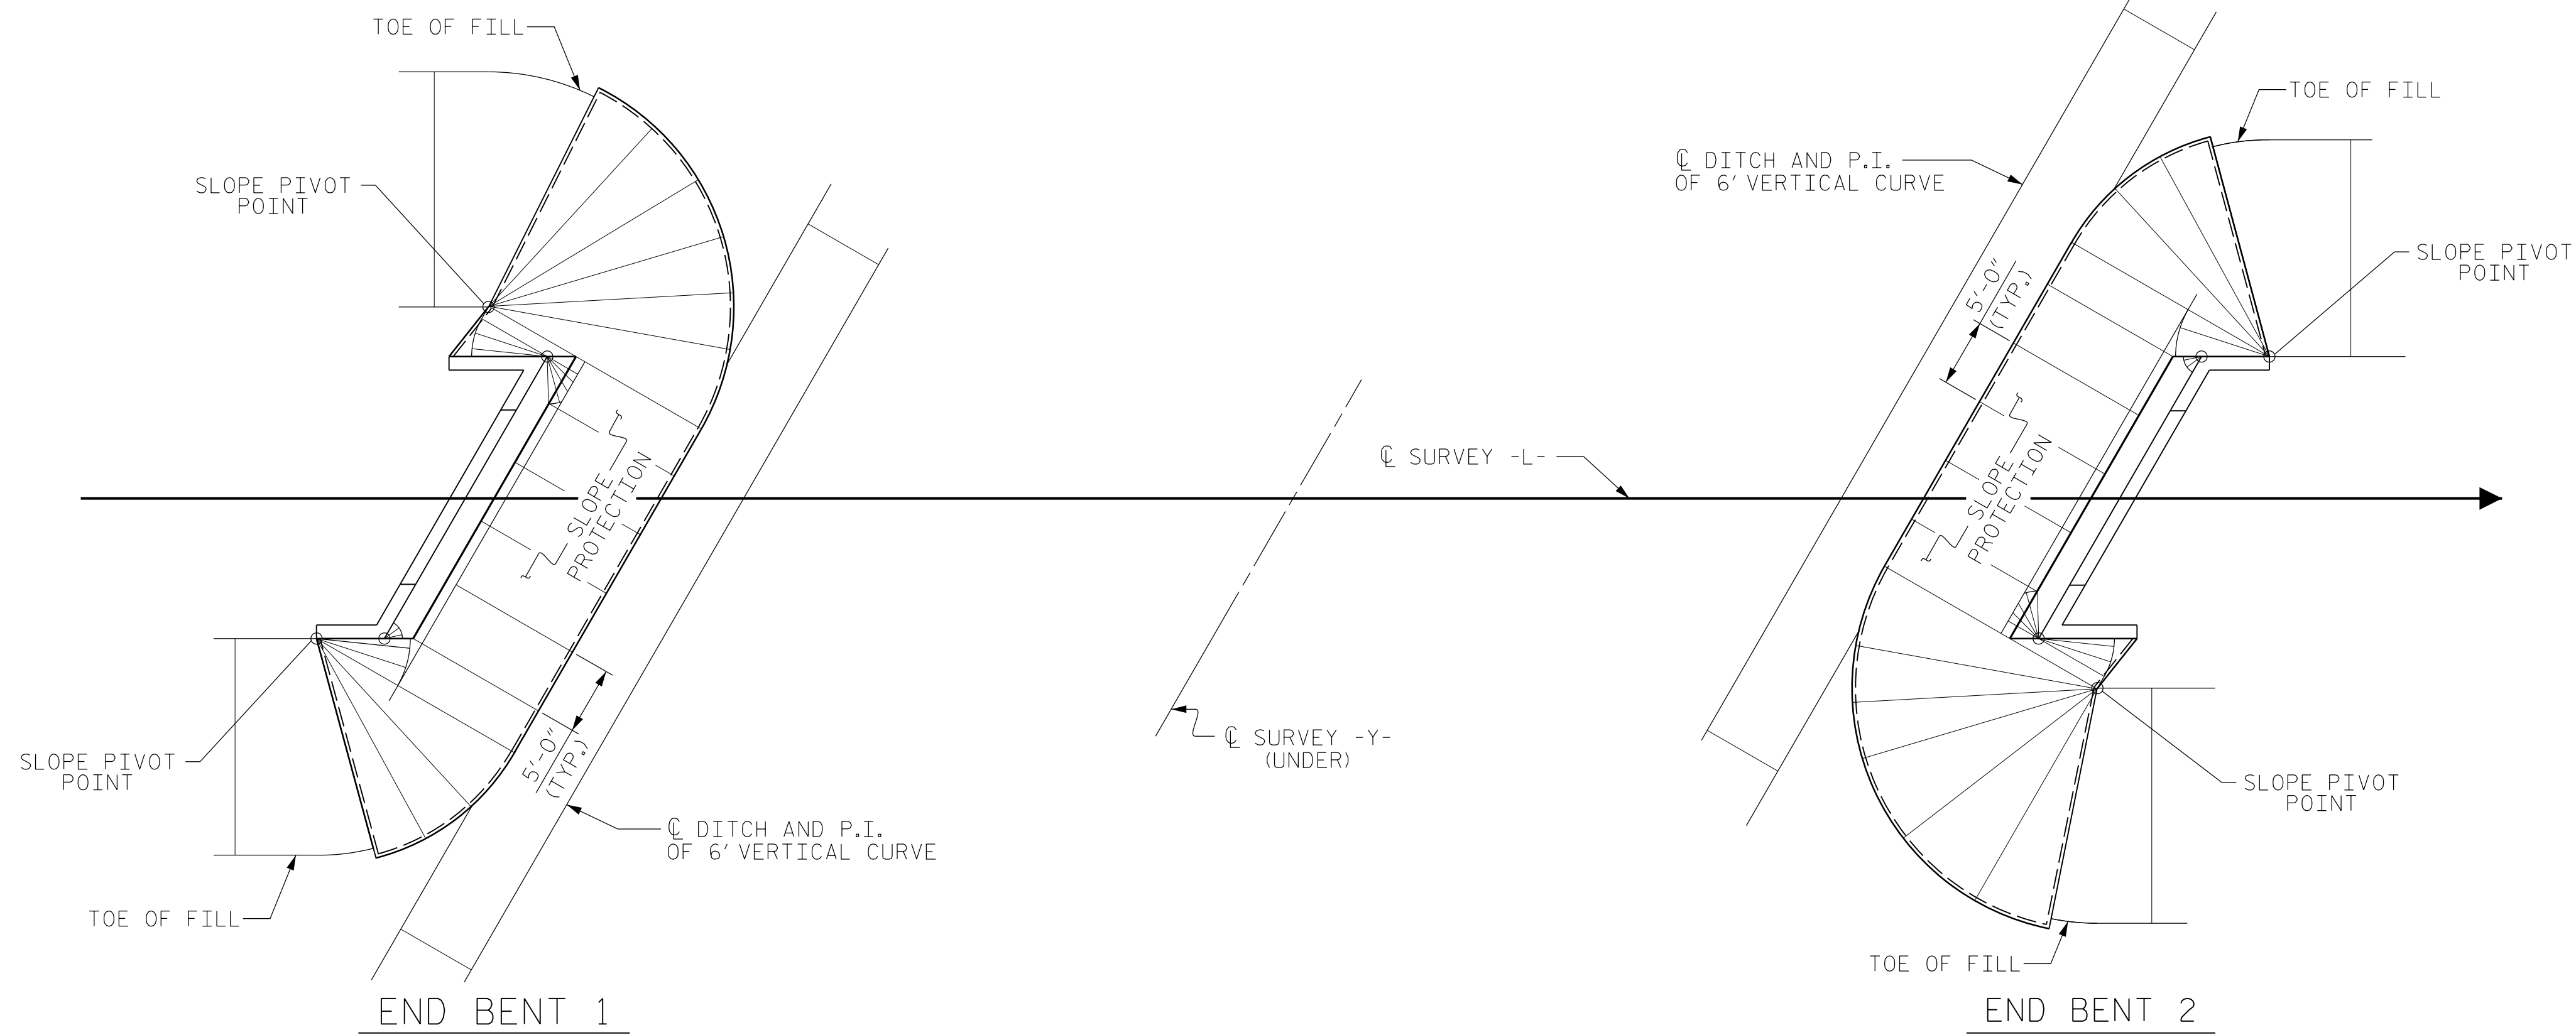 TOE OF FILL
SLOPE PIVOT
POINT
SLOPE
PROTECTION
SLOPE PIVOT
POINT
5'-0"
(TYP.)
℄ DITCH AND P.I.
OF 6' VERTICAL CURVE
TOE OF FILL
END BENT 1
℄ SURVEY -L-
℄ SURVEY -Y-
(UNDER)
℄ DITCH AND P.I.
OF 6' VERTICAL CURVE
TOE OF FILL
SLOPE PIVOT
POINT
5'-0"
(TYP.)
SLOPE
PROTECTION
SLOPE PIVOT
POINT
TOE OF FILL
END BENT 2